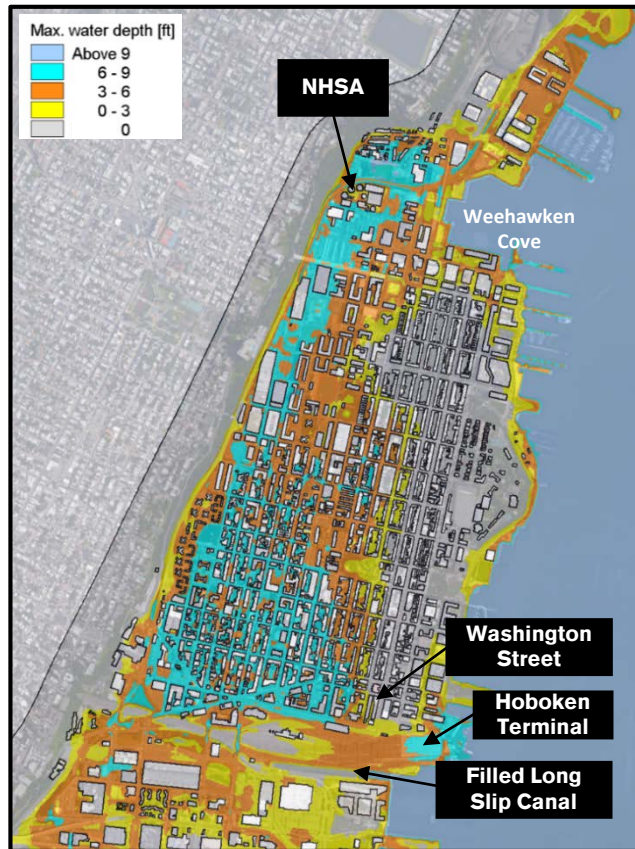 Max. water depth [ft]
Above 9
6 - 9
3 - 6
0 - 3
0
NHSA
Weehawken
Cove
Washington
Street
Hoboken
Terminal
Filled Long
Slip Canal